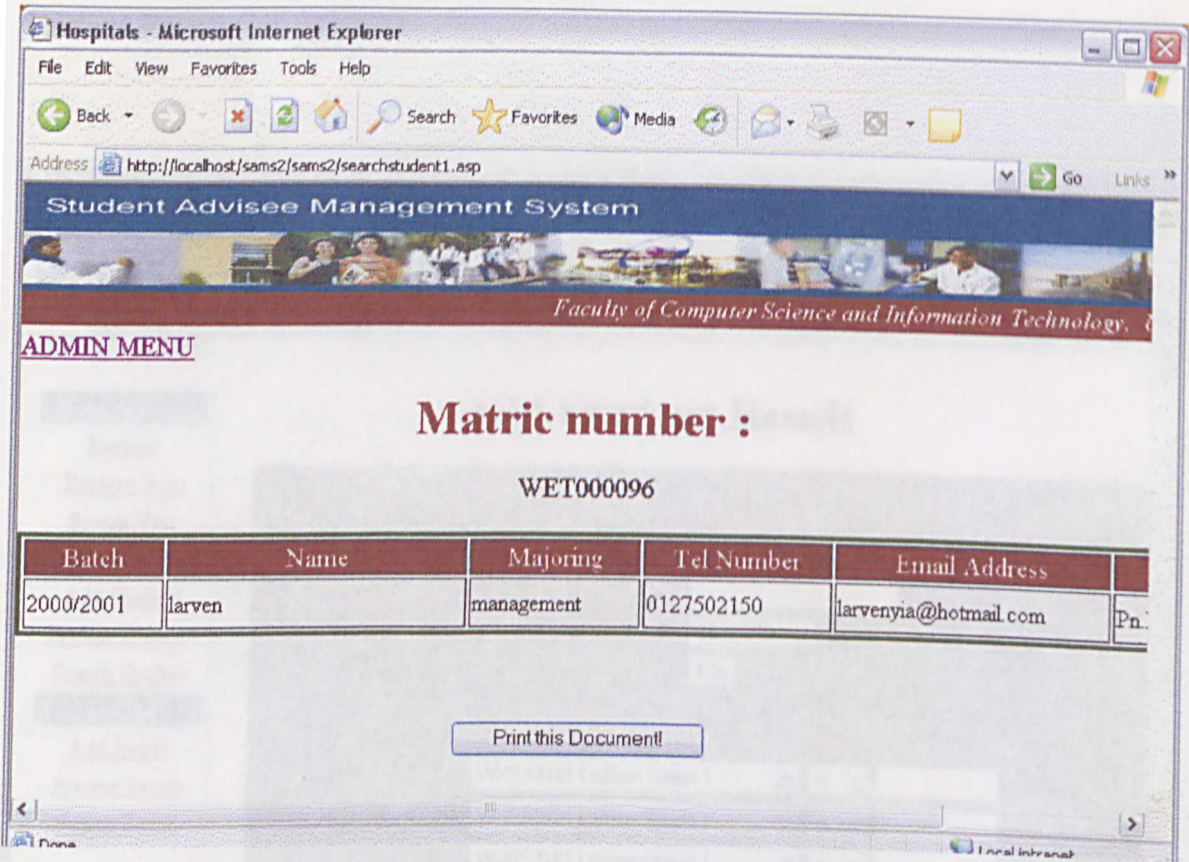 Hospitals - Microsoft Internet Explorer
File Edit View Favorites Tools Help
Back Search Favorites Media
Address http://localhost/sams2/sams2/searchstudent1.asp Go Links »
Student Advisee Management System
Faculty of Computer Science and Information Technology,
ADMIN MENU
Matric number :
WET000096
Batch Name Majoring Tel Number Email Address
2000/2001 larven management 0127502150 larvenyia@hotmail.com Pn.
Print this Document!
Done Local intranet